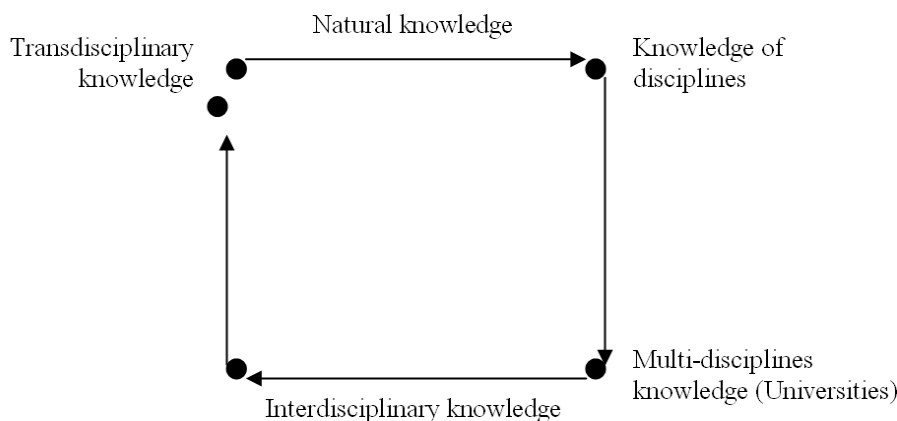 Natural knowledge
Transdisciplinary
knowledge
Knowledge of
disciplines
Multi-disciplines
knowledge (Universities)
Interdisciplinary knowledge